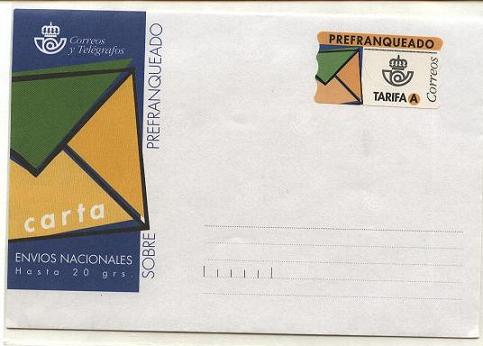 Correos
y Telégrafos
carta
ENVIOS NACIONALES
Hasta 20 grs.
SOBRE PREFRANQUEADO
PREFRANQUEADO
TARIFA A
Correos